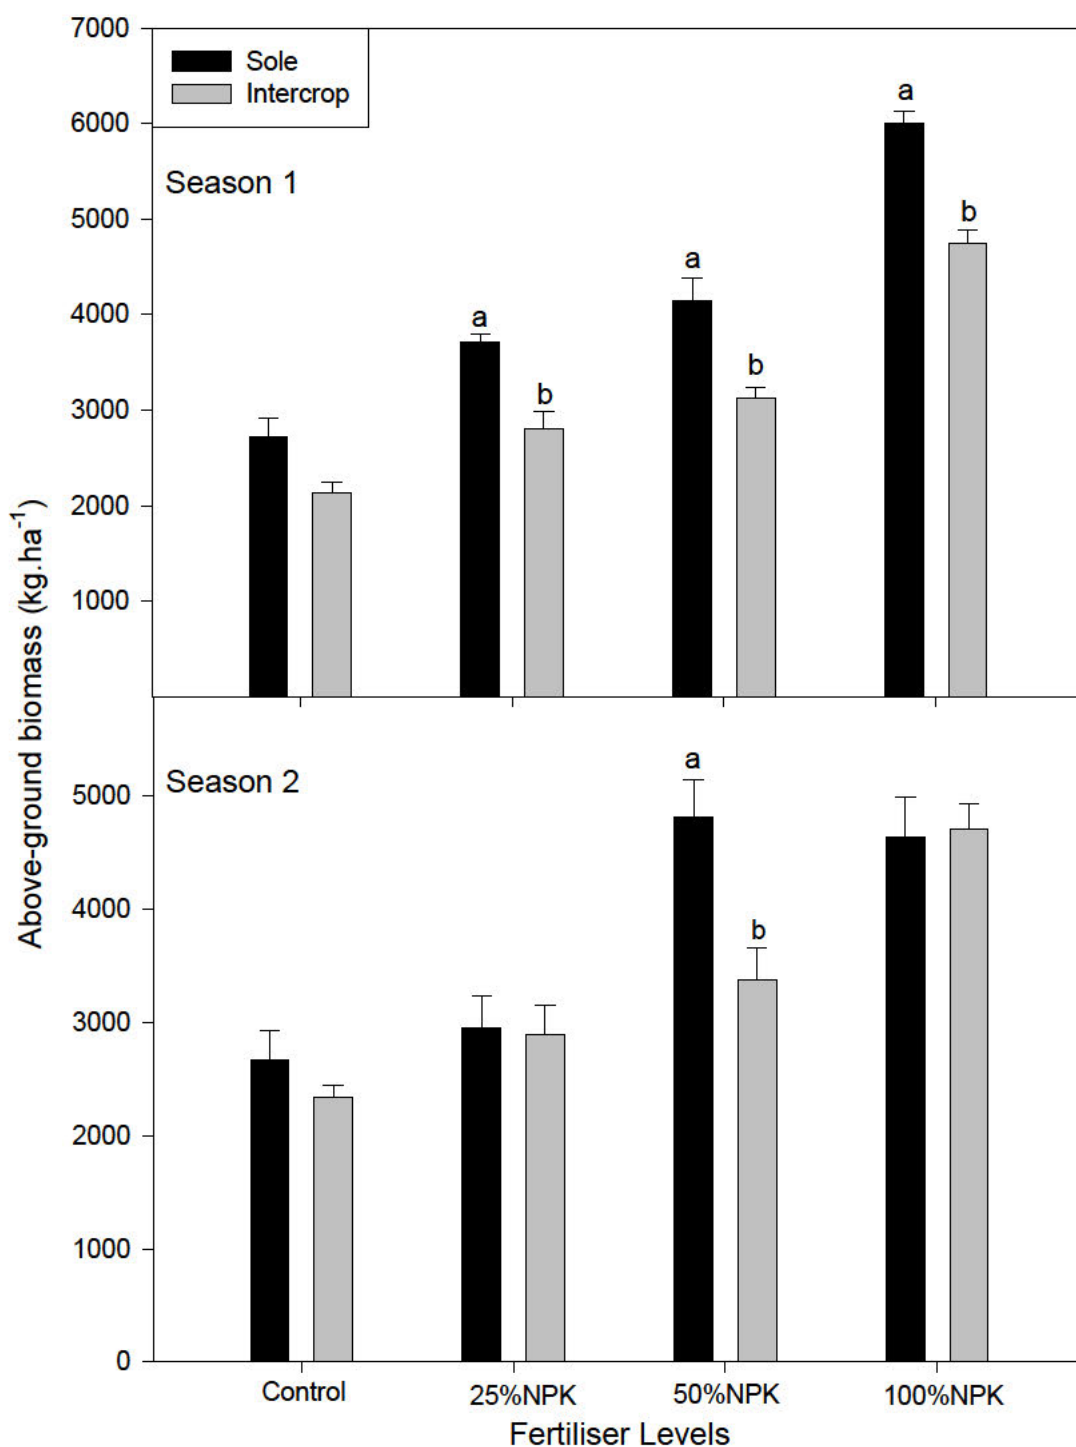 7000
Sole
Intercrop
a
6000
Season 1
b
5000
a
4000
a
b
b
3000
2000
1000
Above-ground biomass (kg.ha⁻¹)
a
Season 2
5000
4000
b
3000
2000
1000
0
Control 25%NPK 50%NPK 100%NPK
Fertiliser Levels